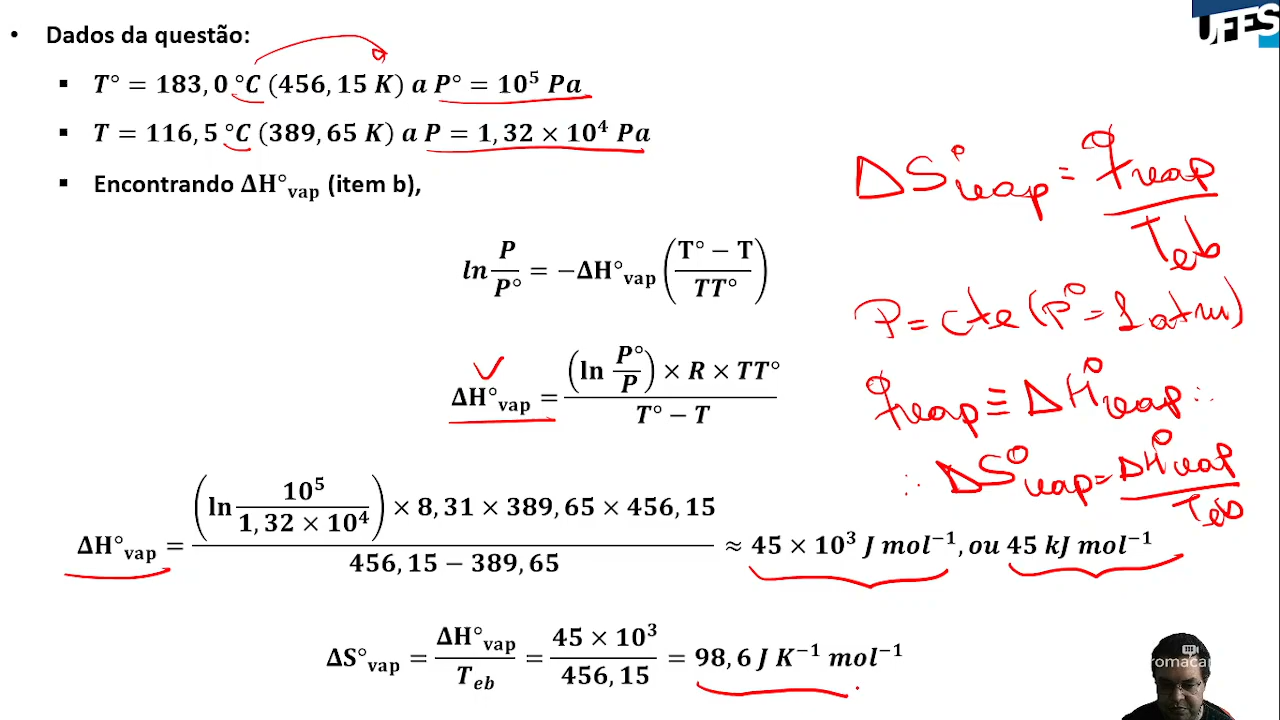 UFES
• Dados da questão:
▪ T° = 183,0 °C (456,15 K) a P° = 10⁵ Pa
▪ T = 116,5 °C (389,65 K) a P = 1,32 × 10⁴ Pa
▪ Encontrando ΔH°vap (item b),
ln P/P° = −ΔH°vap ((T° − T)/TT°)
ΔH°vap = ((ln P°/P) × R × TT°)/(T° − T)
ΔH°vap = ((ln 10⁵/(1,32 × 10⁴)) × 8,31 × 389,65 × 456,15)/(456,15 − 389,65) ≈ 45 × 10³ J mol⁻¹, ou 45 kJ mol⁻¹
ΔS°vap = ΔH°vap/Teb = (45 × 10³)/456,15 = 98,6 J K⁻¹ mol⁻¹
ΔS°vap = qvap/Teb
P = cte (P° = 1 atm)
qvap ≡ ΔH°vap ∴
∴ ΔS°vap = ΔH°vap/Teb